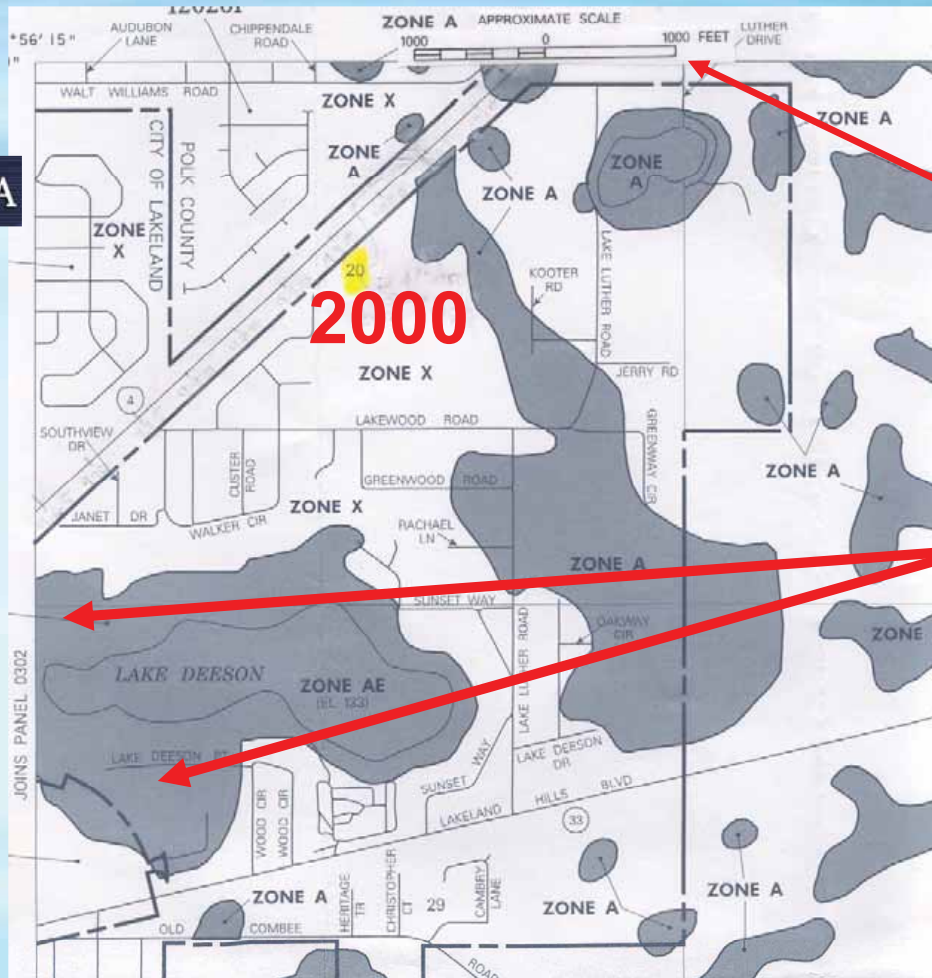 ZONE A
APPROXIMATE SCALE
1000
0
1000 FEET
°56' 15"
AUDUBON
LANE
CHIPPENDALE
ROAD
LUTHER
DRIVE
WALT WILLIAMS ROAD
ZONE X
ZONE A
ZONE
A
ZONE
A
A
CITY OF LAKELAND
POLK COUNTY
ZONE
X
ZONE A
20
2000
KOOTER
RD
LAKE LUTHER ROAD
ZONE X
JERRY RD
4
LAKEWOOD ROAD
SOUTHVIEW
DR
CUSTER
ROAD
GREENWAY CIR
ZONE A
GREENWOOD ROAD
ZONE X
JANET DR
WALKER CIR
RACHAEL
LN
ZONE A
SUNSET WAY
LAKE LUTHER ROAD
OAKWAY
CIR
ZONE
JOINS PANEL 0302
LAKE DEESON
ZONE AE
(EL 133)
LAKE DEESON
DR
SUNSET WAY
WOOD CIR
WOOD CIR
LAKELAND HILLS BLVD
33
ZONE A
HERITAGE
TR
CHRISTOPHER
CT
29
CAMBRY
LANE
ZONE A
ZONE A
OLD COMBEE
ROAD